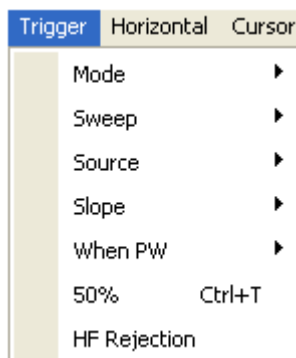 Trigger Horizontal Cursor
Mode
Sweep
Source
Slope
When PW
50% Ctrl+T
HF Rejection